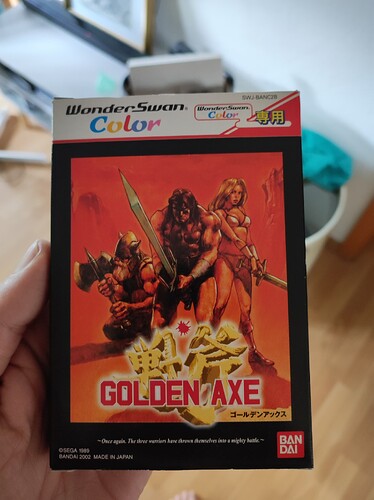 SWJ-BANC2B
WonderSwan
Color
WonderSwan
Color
専用
戦斧
GOLDEN AXE
ゴールデンアックス
~Once again. The three warriors have thrown themselves into a mighty battle.~
©SEGA 1989
BANDAI 2002 MADE IN JAPAN
BAN
DAI